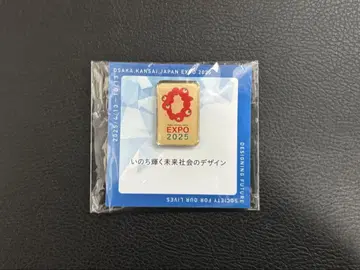 OSAKA, KANSAI, JAPAN EXPO 2025
EXPO
2025
いのち輝く未来社会のデザイン
DESIGNING FUTURE
SOCIETY FOR OUR LIVES